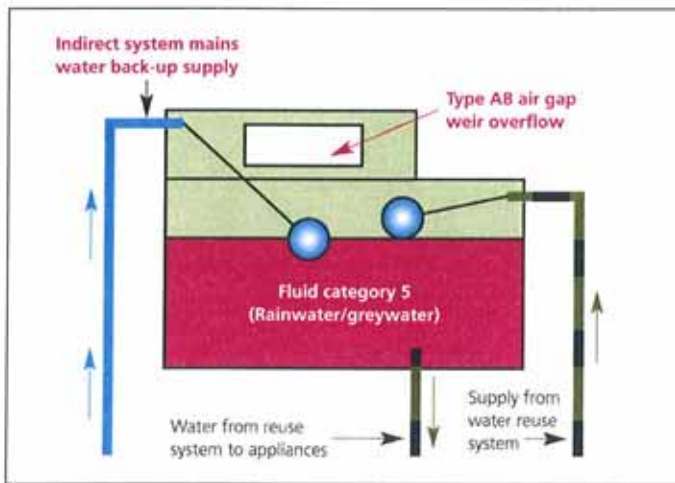 Indirect system mains
water back-up supply
Type AB air gap
weir overflow
Fluid category 5
(Rainwater/greywater)
Water from reuse
system to appliances
Supply from
water reuse
system